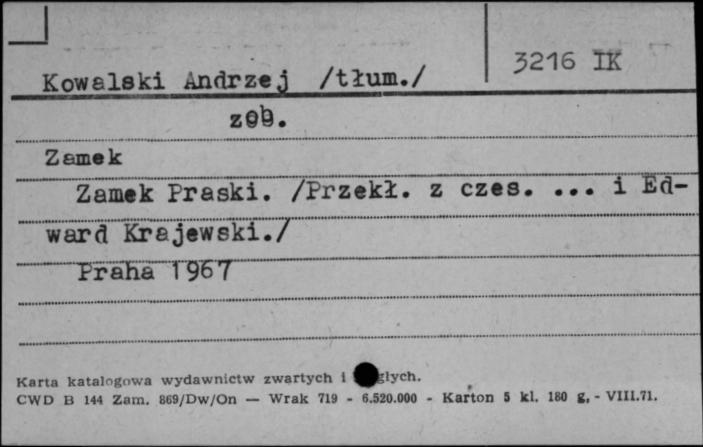 3216 IK
Kowalski Andrzej /tłum./
zob.
Zamek
Zamek Praski. /Przekł. z czes. ... i Ed-
ward Krajewski./
Praha 1967
Karta katalogowa wydawnictw zwartych i
CWD B 144 Zam. 869/Dw/On — Wrak 719 - 6.520.000 - Karton 5 kl. 180 g. - VIII.71.